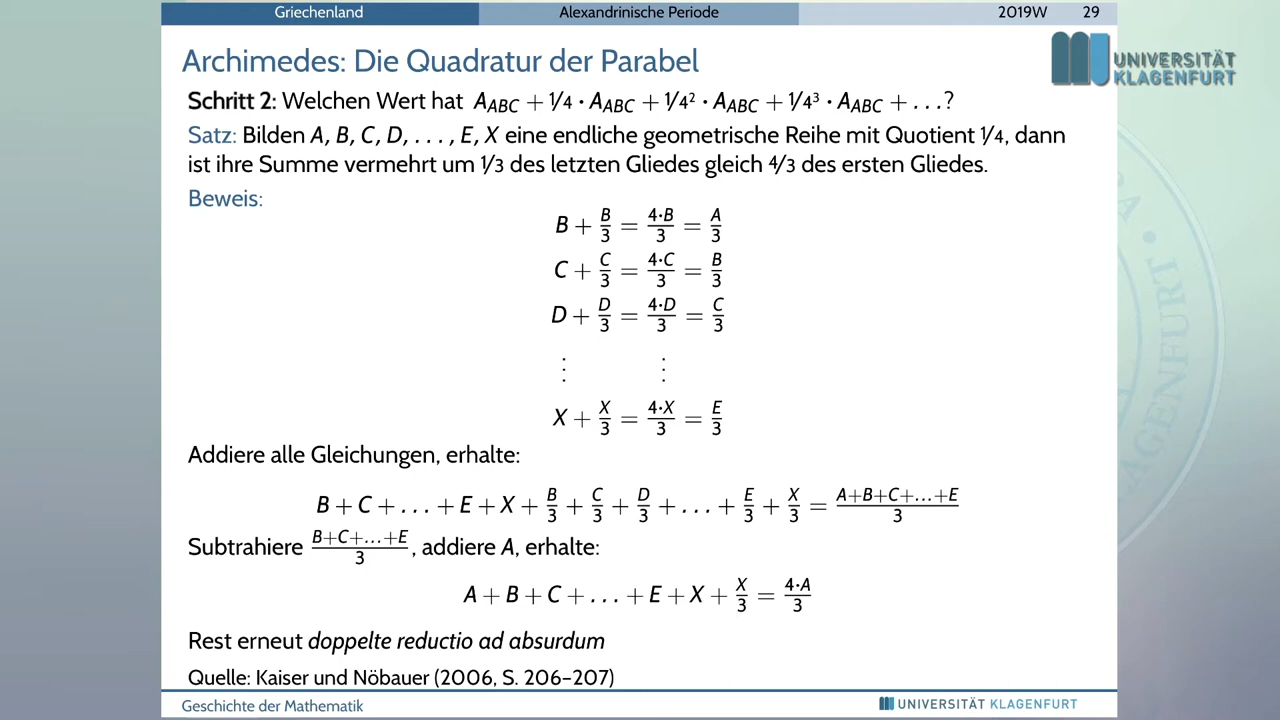 Griechenland Alexandrinische Periode 2019W 29
Archimedes: Die Quadratur der Parabel
UNIVERSITÄT
KLAGENFURT
Schritt 2: Welchen Wert hat A_ABC + 1/4 · A_ABC + 1/4² · A_ABC + 1/4³ · A_ABC + ...?
Satz: Bilden A, B, C, D, ..., E, X eine endliche geometrische Reihe mit Quotient 1/4, dann
ist ihre Summe vermehrt um 1/3 des letzten Gliedes gleich 4/3 des ersten Gliedes.
Beweis:
B + B/3 = 4·B/3 = A/3
C + C/3 = 4·C/3 = B/3
D + D/3 = 4·D/3 = C/3
⋮ ⋮
X + X/3 = 4·X/3 = E/3
Addiere alle Gleichungen, erhalte:
B + C + ... + E + X + B/3 + C/3 + D/3 + ... + E/3 + X/3 = A+B+C+...+E/3
Subtrahiere B+C+...+E/3, addiere A, erhalte:
A + B + C + ... + E + X + X/3 = 4·A/3
Rest erneut doppelte reductio ad absurdum
Quelle: Kaiser und Nöbauer (2006, S. 206–207)
Geschichte der Mathematik UNIVERSITÄT KLAGENFURT
KLAGENFURT